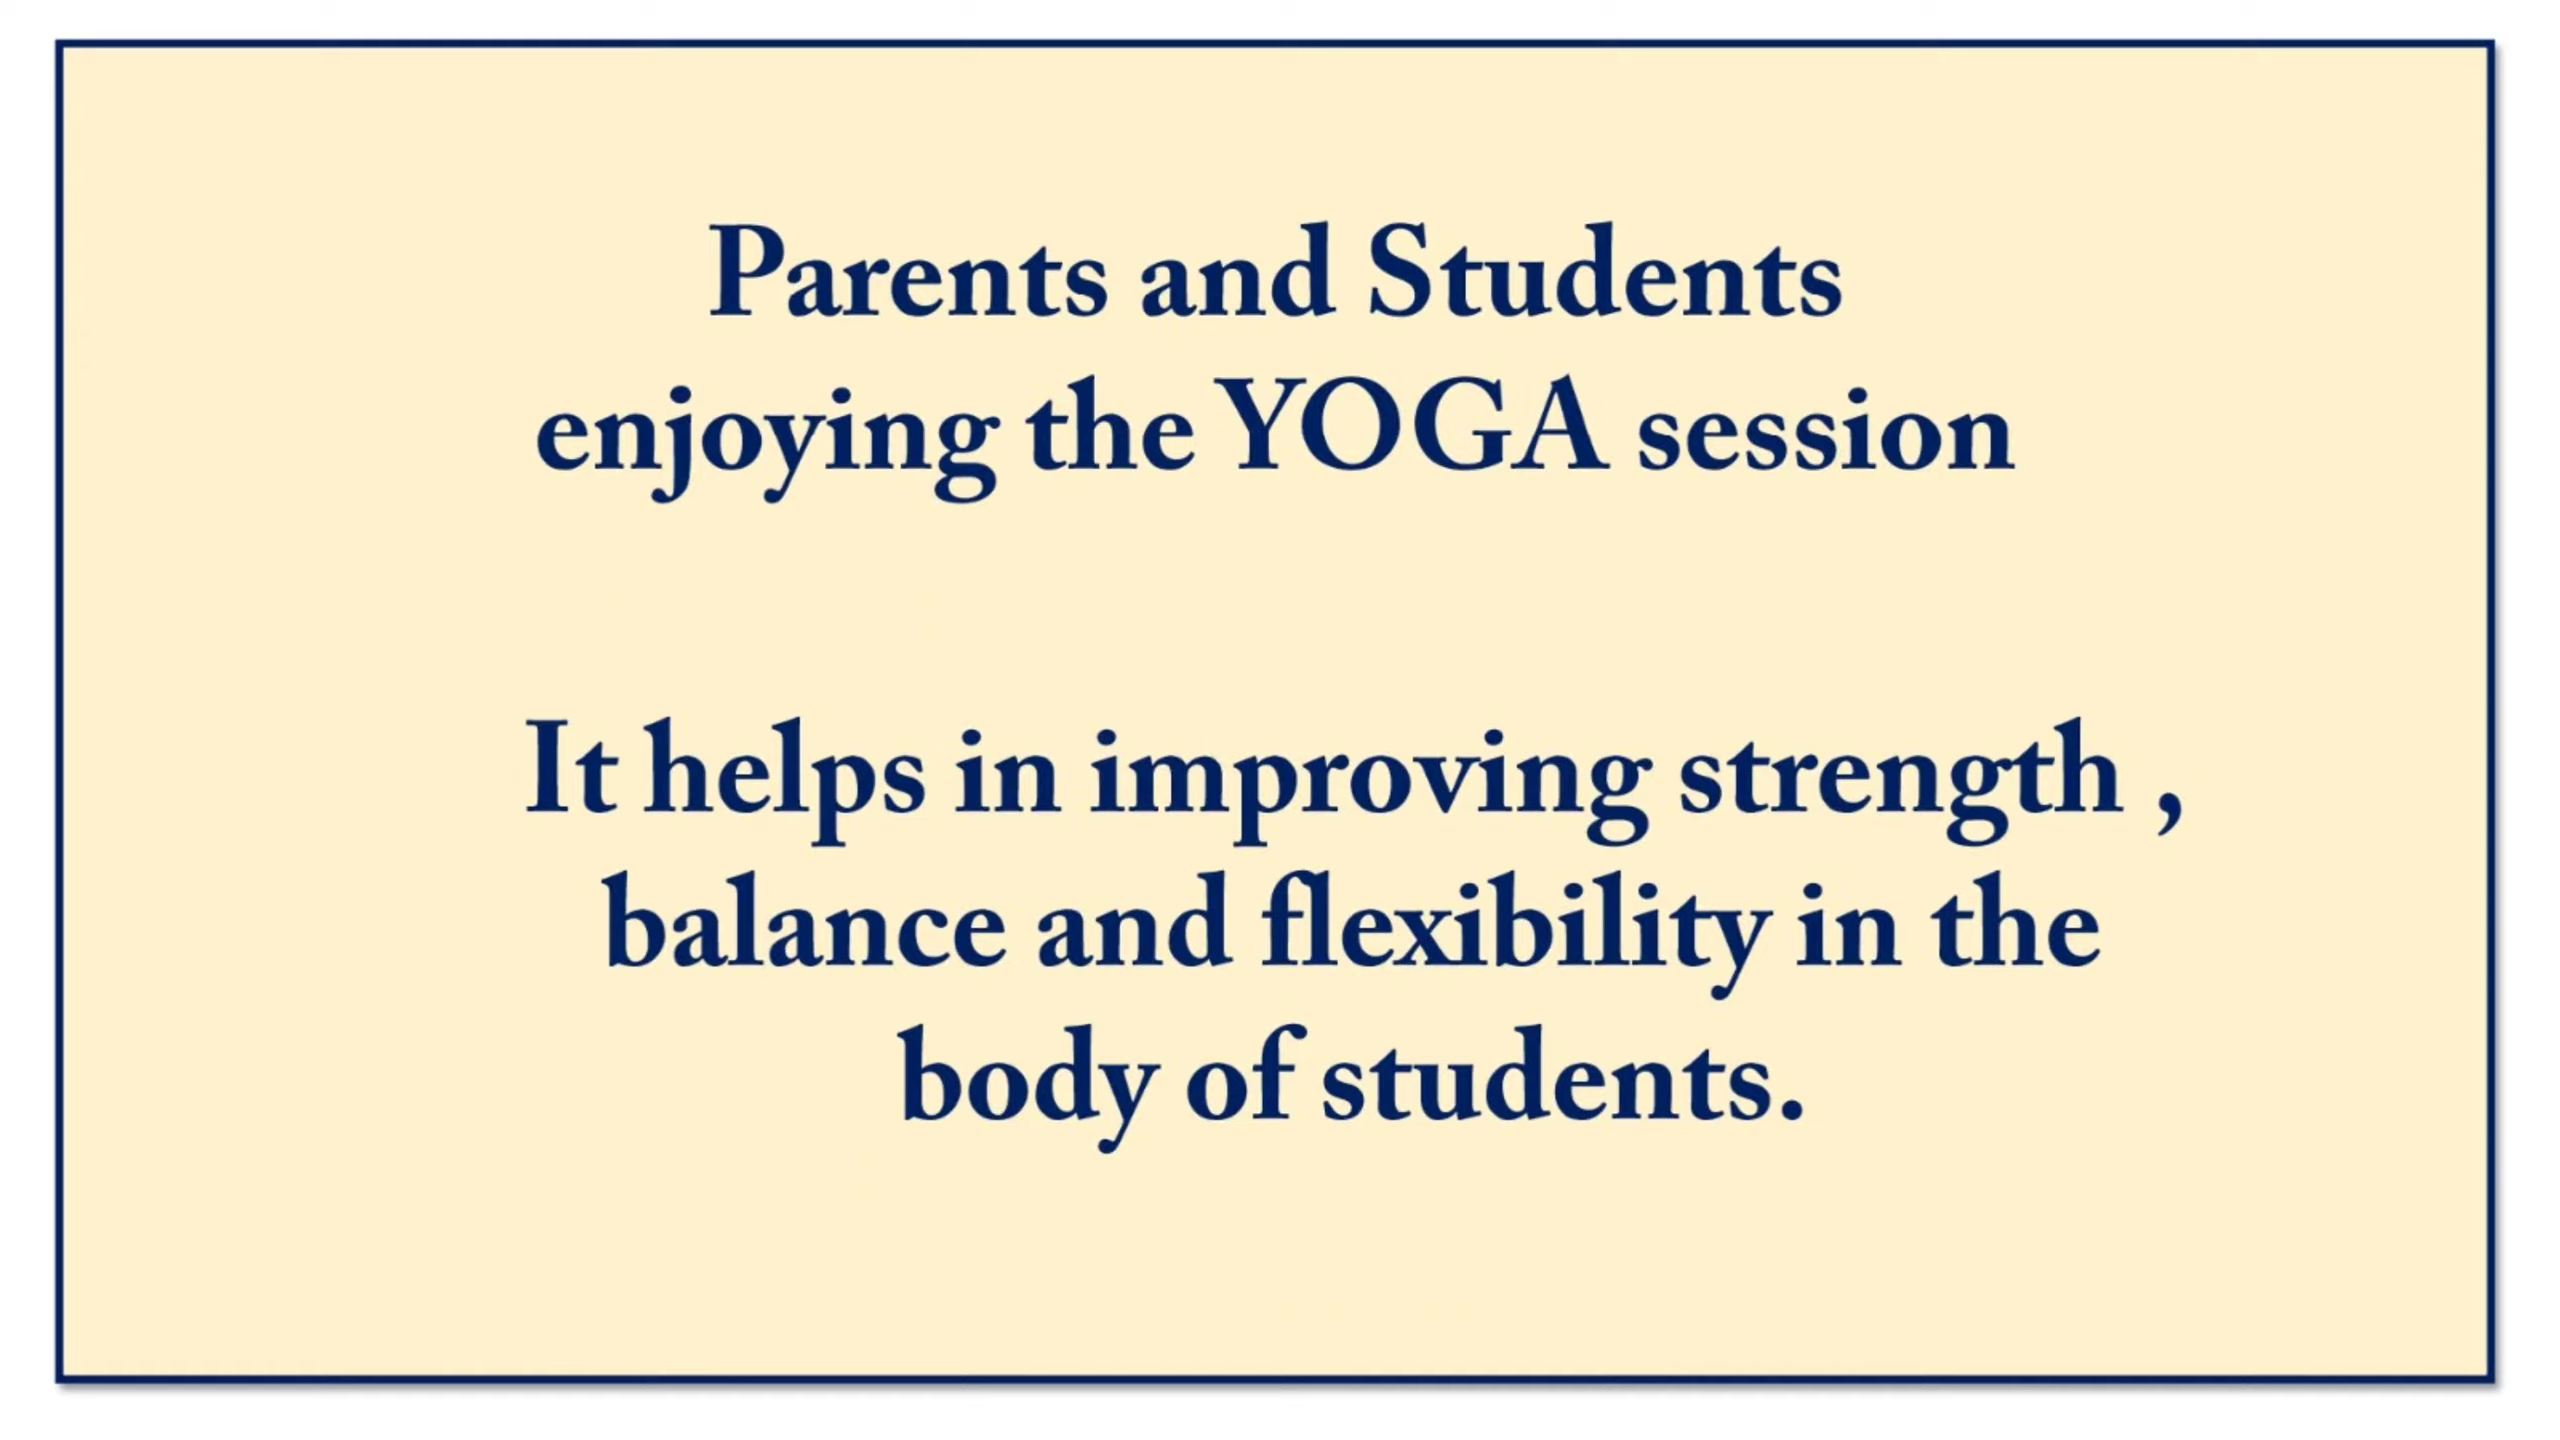 Parents and Students
enjoying the YOGA session
It helps in improving strength ,
balance and flexibility in the
body of students.